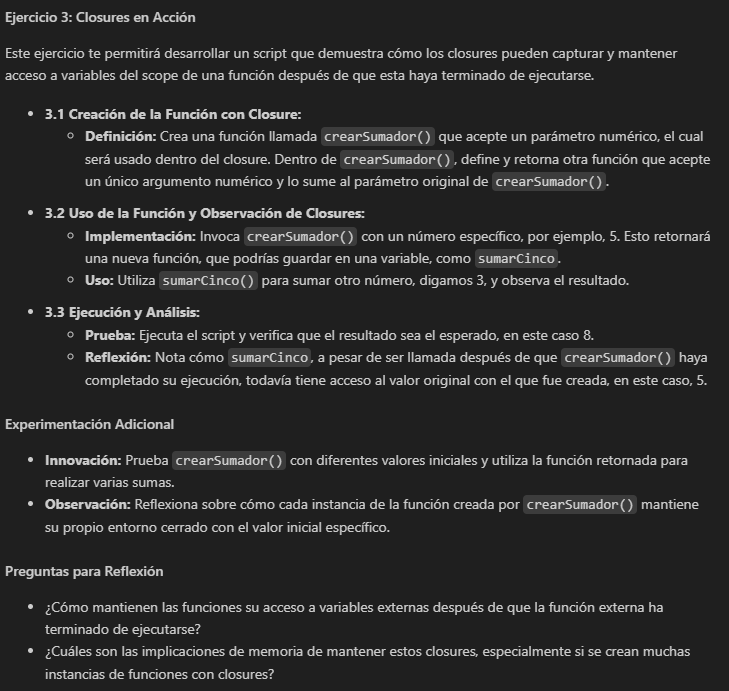 Ejercicio 3: Closures en Acción
Este ejercicio te permitirá desarrollar un script que demuestra cómo los closures pueden capturar y mantener
acceso a variables del scope de una función después de que esta haya terminado de ejecutarse.
• 3.1 Creación de la Función con Closure:
○ Definición: Crea una función llamada crearSumador() que acepte un parámetro numérico, el cual
será usado dentro del closure. Dentro de crearSumador(), define y retorna otra función que acepte
un único argumento numérico y lo sume al parámetro original de crearSumador().
• 3.2 Uso de la Función y Observación de Closures:
○ Implementación: Invoca crearSumador() con un número específico, por ejemplo, 5. Esto retornará
una nueva función, que podrías guardar en una variable, como sumarCinco.
○ Uso: Utiliza sumarCinco() para sumar otro número, digamos 3, y observa el resultado.
• 3.3 Ejecución y Análisis:
○ Prueba: Ejecuta el script y verifica que el resultado sea el esperado, en este caso 8.
○ Reflexión: Nota cómo sumarCinco, a pesar de ser llamada después de que crearSumador() haya
completado su ejecución, todavía tiene acceso al valor original con el que fue creada, en este caso, 5.
Experimentación Adicional
• Innovación: Prueba crearSumador() con diferentes valores iniciales y utiliza la función retornada para
realizar varias sumas.
• Observación: Reflexiona sobre cómo cada instancia de la función creada por crearSumador() mantiene
su propio entorno cerrado con el valor inicial específico.
Preguntas para Reflexión
• ¿Cómo mantienen las funciones su acceso a variables externas después de que la función externa ha
terminado de ejecutarse?
• ¿Cuáles son las implicaciones de memoria de mantener estos closures, especialmente si se crean muchas
instancias de funciones con closures?